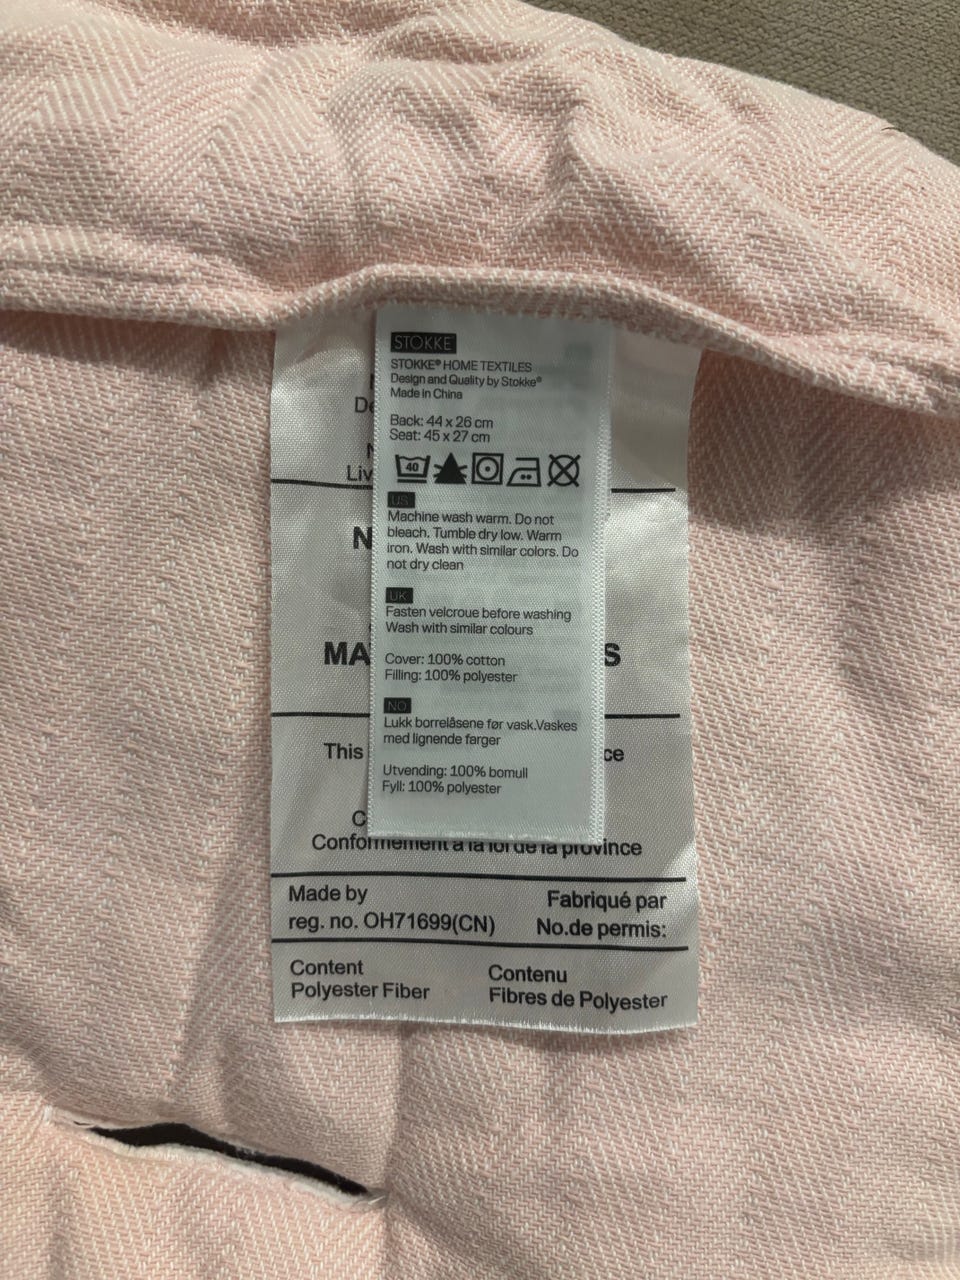 STOKKE
STOKKE® HOME TEXTILES
Design and Quality by Stokke®
Made in China
Back: 44 x 26 cm
Seat: 45 x 27 cm
40
US
Machine wash warm. Do not
bleach. Tumble dry low. Warm
iron. Wash with similar colors. Do
not dry clean
UK
Fasten velcroue before washing
Wash with similar colours
Cover: 100% cotton
Filling: 100% polyester
NO
Lukk borrelåsene før vask.Vaskes
med lignende farger
Utvending: 100% bomull
Fyll: 100% polyester
This
Conformement a la loi de la province
Made by
reg. no. OH71699(CN)
Fabriqué par
No.de permis:
Content
Polyester Fiber
Contenu
Fibres de Polyester